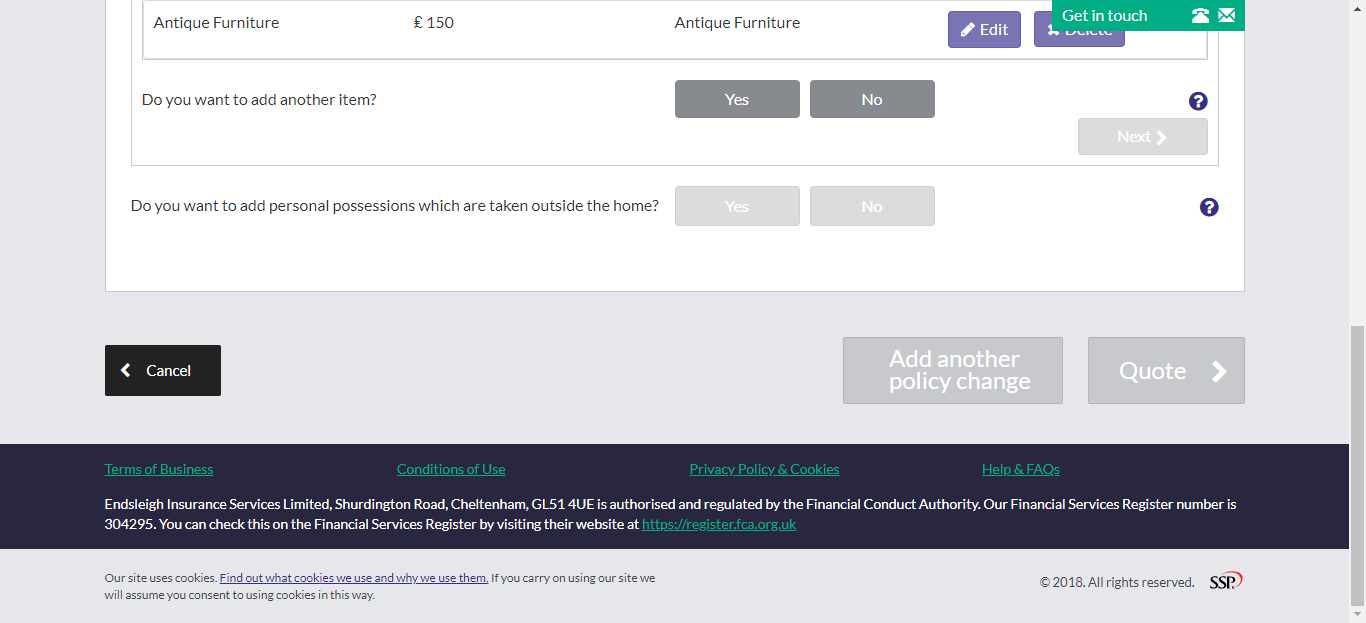 Antique Furniture £ 150 Antique Furniture Edit Delete
Get in touch
Do you want to add another item? Yes No
Next
Do you want to add personal possessions which are taken outside the home? Yes No
Cancel
Add another
policy change
Quote
Terms of Business Conditions of Use Privacy Policy & Cookies Help & FAQs
Endsleigh Insurance Services Limited, Shurdington Road, Cheltenham, GL51 4UE is authorised and regulated by the Financial Conduct Authority. Our Financial Services Register number is
304295. You can check this on the Financial Services Register by visiting their website at https://register.fca.org.uk
Our site uses cookies. Find out what cookies we use and why we use them. If you carry on using our site we
will assume you consent to using cookies in this way.
© 2018. All rights reserved. SSP